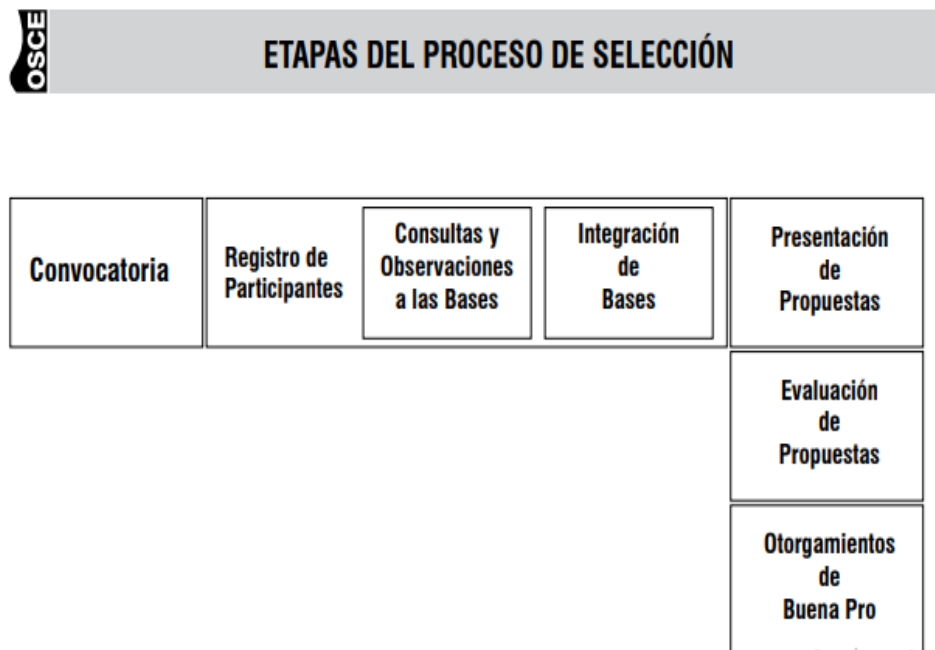 OSCE
ETAPAS DEL PROCESO DE SELECCIÓN
Convocatoria
Registro de
Participantes
Consultas y
Observaciones
a las Bases
Integración
de
Bases
Presentación
de
Propuestas
Evaluación
de
Propuestas
Otorgamientos
de
Buena Pro